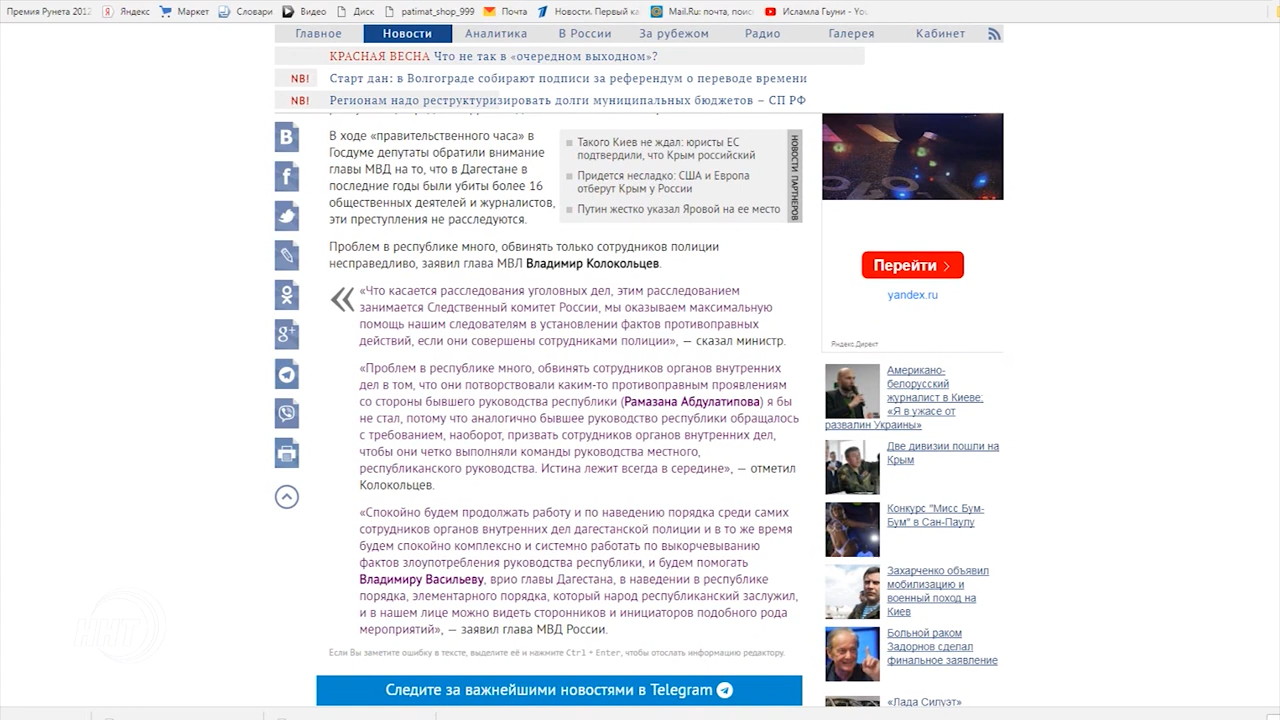 Премия Рунета 2012
Яндекс
Маркет
Словари
Видео
Диск
patimat_shop_999
Почта
Новости. Первый ка
Mail.Ru: почта, поис
Исламла Гьуни - You
Главное
Новости
Аналитика
В России
За рубежом
Радио
Галерея
Кабинет
КРАСНАЯ ВЕСНА Что не так в «очередном выходном»?
NB! Старт дан: в Волгограде собирают подписи за референдум о переводе времени
NB! Регионам надо реструктуризировать долги муниципальных бюджетов – СП РФ
В ходе «правительственного часа» в
Госдуме депутаты обратили внимание
главы МВД на то, что в Дагестане в
последние годы были убиты более 16
общественных деятелей и журналистов,
эти преступления не расследуются.
Такого Киев не ждал: юристы ЕС
подтвердили, что Крым российский
Придется несладко: США и Европа
отберут Крым у России
Путин жестко указал Яровой на ее место
НОВОСТИ ПАРТНЕРОВ
Проблем в республике много, обвинять только сотрудников полиции
несправедливо, заявил глава МВЛ Владимир Колокольцев.
«Что касается расследования уголовных дел, этим расследованием
занимается Следственный комитет России, мы оказываем максимальную
помощь нашим следователям в установлении фактов противоправных
действий, если они совершены сотрудниками полиции», — сказал министр.
«Проблем в республике много, обвинять сотрудников органов внутренних
дел в том, что они потворствовали каким-то противоправным проявлениям
со стороны бывшего руководства республики (Рамазана Абдулатипова) я бы
не стал, потому что аналогично бывшее руководство республики обращалось
с требованием, наоборот, призвать сотрудников органов внутренних дел,
чтобы они четко выполняли команды руководства местного,
республиканского руководства. Истина лежит всегда в середине», — отметил
Колокольцев.
«Спокойно будем продолжать работу и по наведению порядка среди самих
сотрудников органов внутренних дел дагестанской полиции и в то же время
будем спокойно комплексно и системно работать по выкорчевыванию
фактов злоупотребления руководства республики, и будем помогать
Владимиру Васильеву, врио главы Дагестана, в наведении в республике
порядка, элементарного порядка, который народ республиканский заслужил,
и в нашем лице можно видеть сторонников и инициаторов подобного рода
мероприятий», — заявил глава МВД России.
Если Вы заметите ошибку в тексте, выделите её и нажмите Ctrl + Enter, чтобы отослать информацию редактору.
Следите за важнейшими новостями в Telegram
Перейти
yandex.ru
Яндекс.Директ
Американо-
белорусский
журналист в Киеве:
«Я в ужасе от
развалин Украины»
Две дивизии пошли на
Крым
Конкурс "Мисс Бум-
Бум" в Сан-Паулу
Захарченко объявил
мобилизацию и
военный поход на
Киев
Больной раком
Задорнов сделал
финальное заявление
«Лада Силуэт»
ННТ